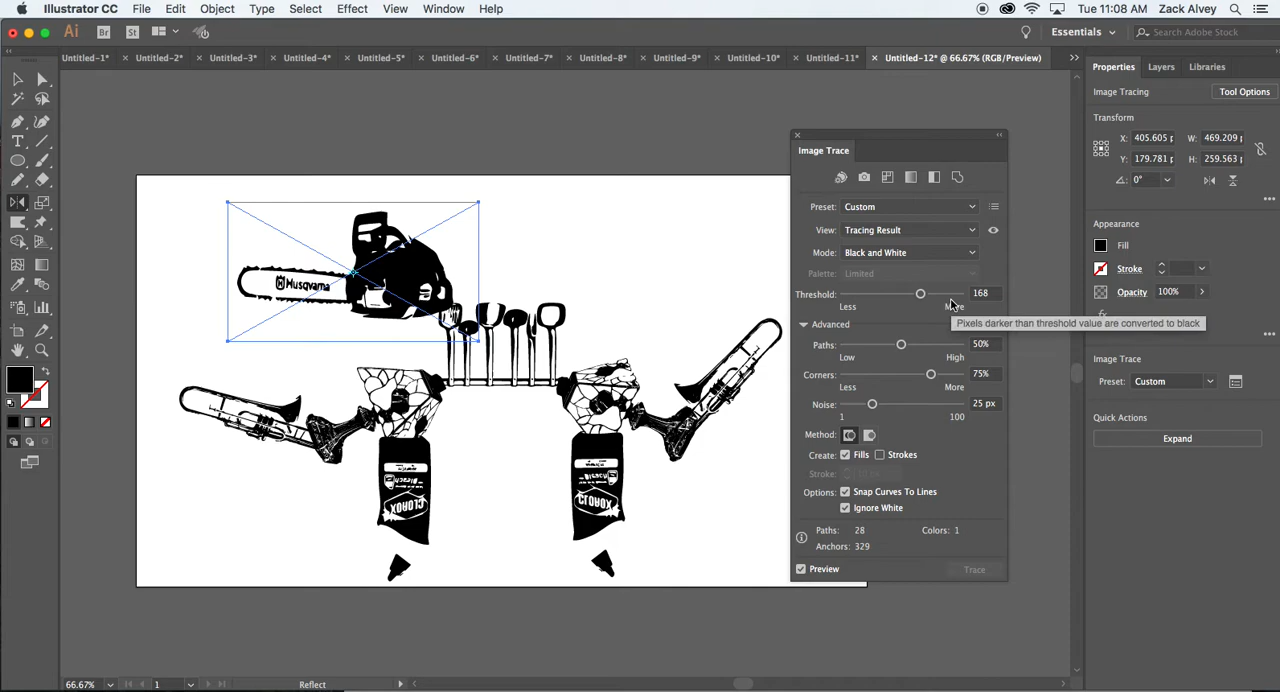 Illustrator CC File Edit Object Type Select Effect View Window Help Tue 11:08 AM Zack Alvey
Ai Br St Essentials Search Adobe Stock
Untitled-1* Untitled-2* Untitled-3* Untitled-4* Untitled-5* Untitled-6* Untitled-7* Untitled-8* Untitled-9* Untitled-10* Untitled-11* Untitled-12* @ 66.67% (RGB/Preview)
Properties Layers Libraries
Image Tracing Tool Options
Transform
X: 405.605 p W: 469.209 p
Y: 179.781 p H: 259.563 p
0°
Appearance
Fill
Stroke
Opacity 100%
Image Trace
Preset: Custom
Quick Actions
Expand
Image Trace
Preset: Custom
View: Tracing Result
Mode: Black and White
Palette: Limited
Threshold: 168
Less More
Pixels darker than threshold value are converted to black
Advanced
Paths: 50%
Low High
Corners: 75%
Less More
Noise: 25 px
1 100
Method:
Create: Fills Strokes
Stroke:
Options: Snap Curves To Lines
Ignore White
Paths: 28 Colors: 1
Anchors: 329
Preview Trace
Husqvarna
Bleach
CLOROX
Bleach
CLOROX
66.67% 1 Reflect